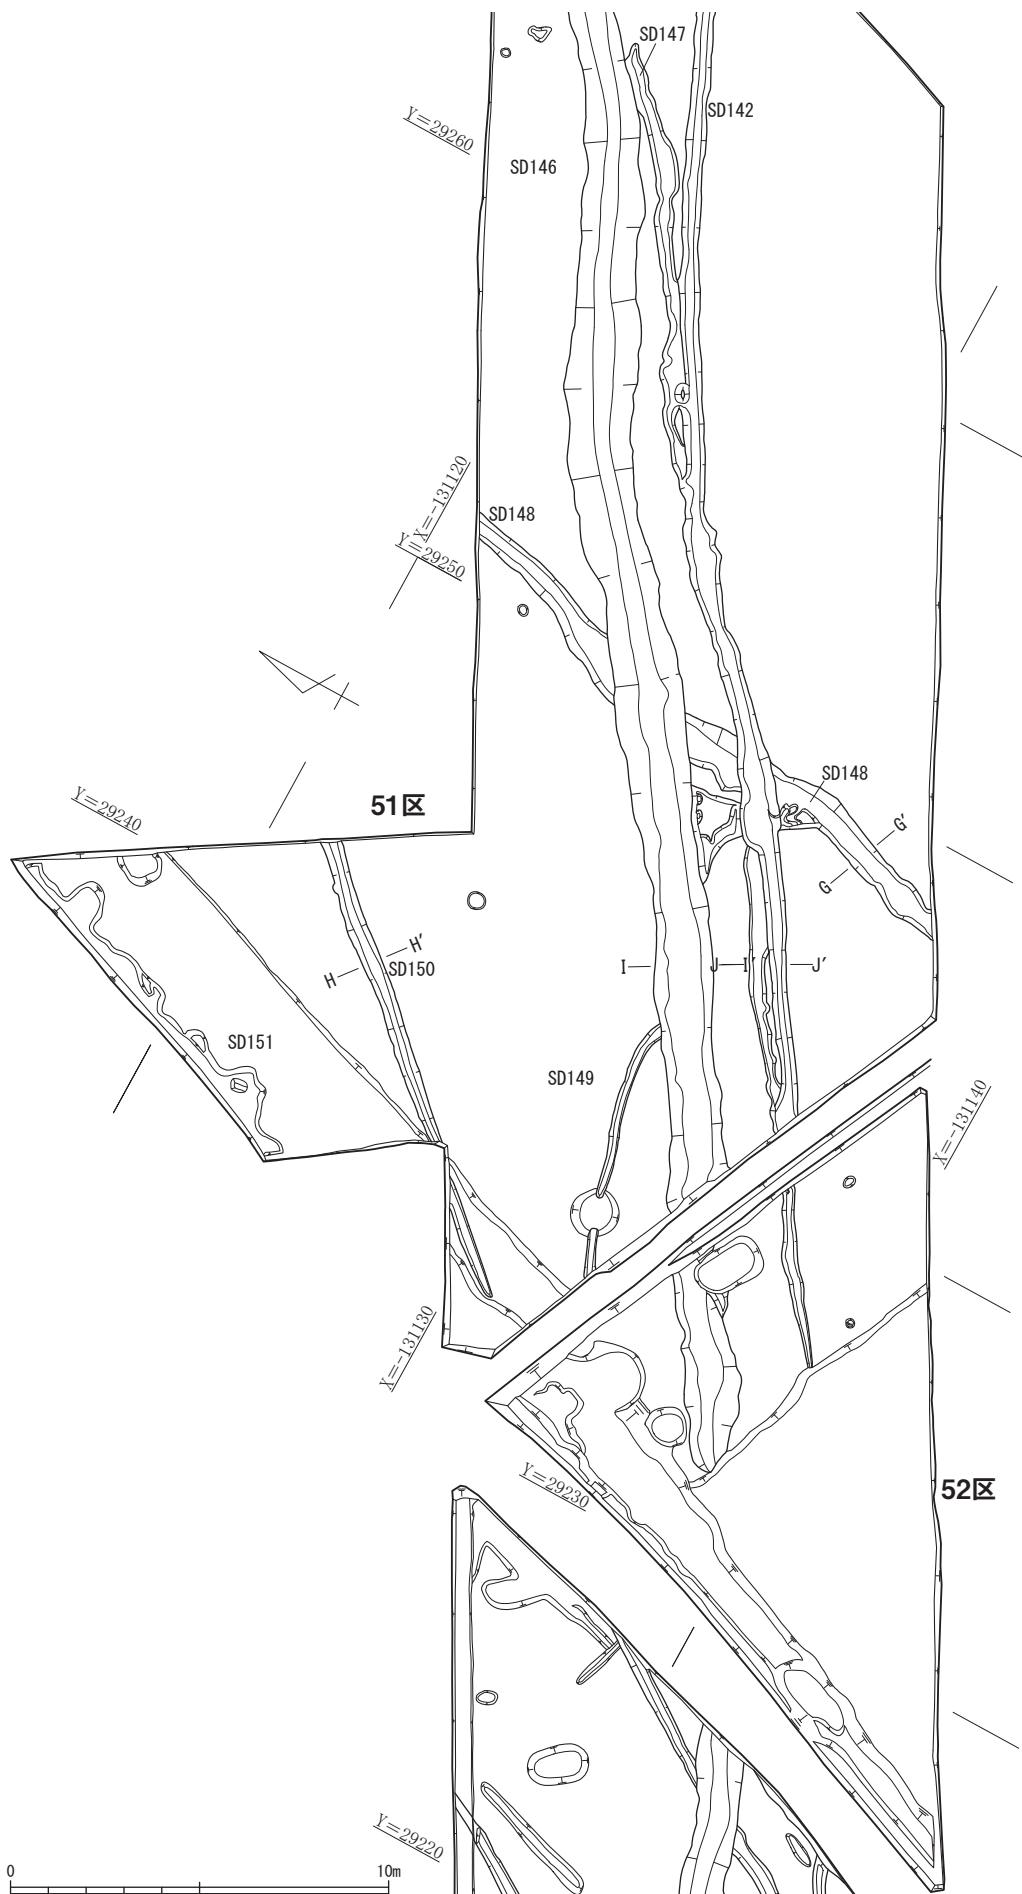 SD147
SD142
Y=29260
SD146
X=-131120
SD148
Y=29250
51区
SD148
Y=29240
G′
G
H′
H
SD150
I
J
I′
J′
SD151
SD149
X=-131140
X=-131130
52区
Y=29230
Y=29220
0
10m